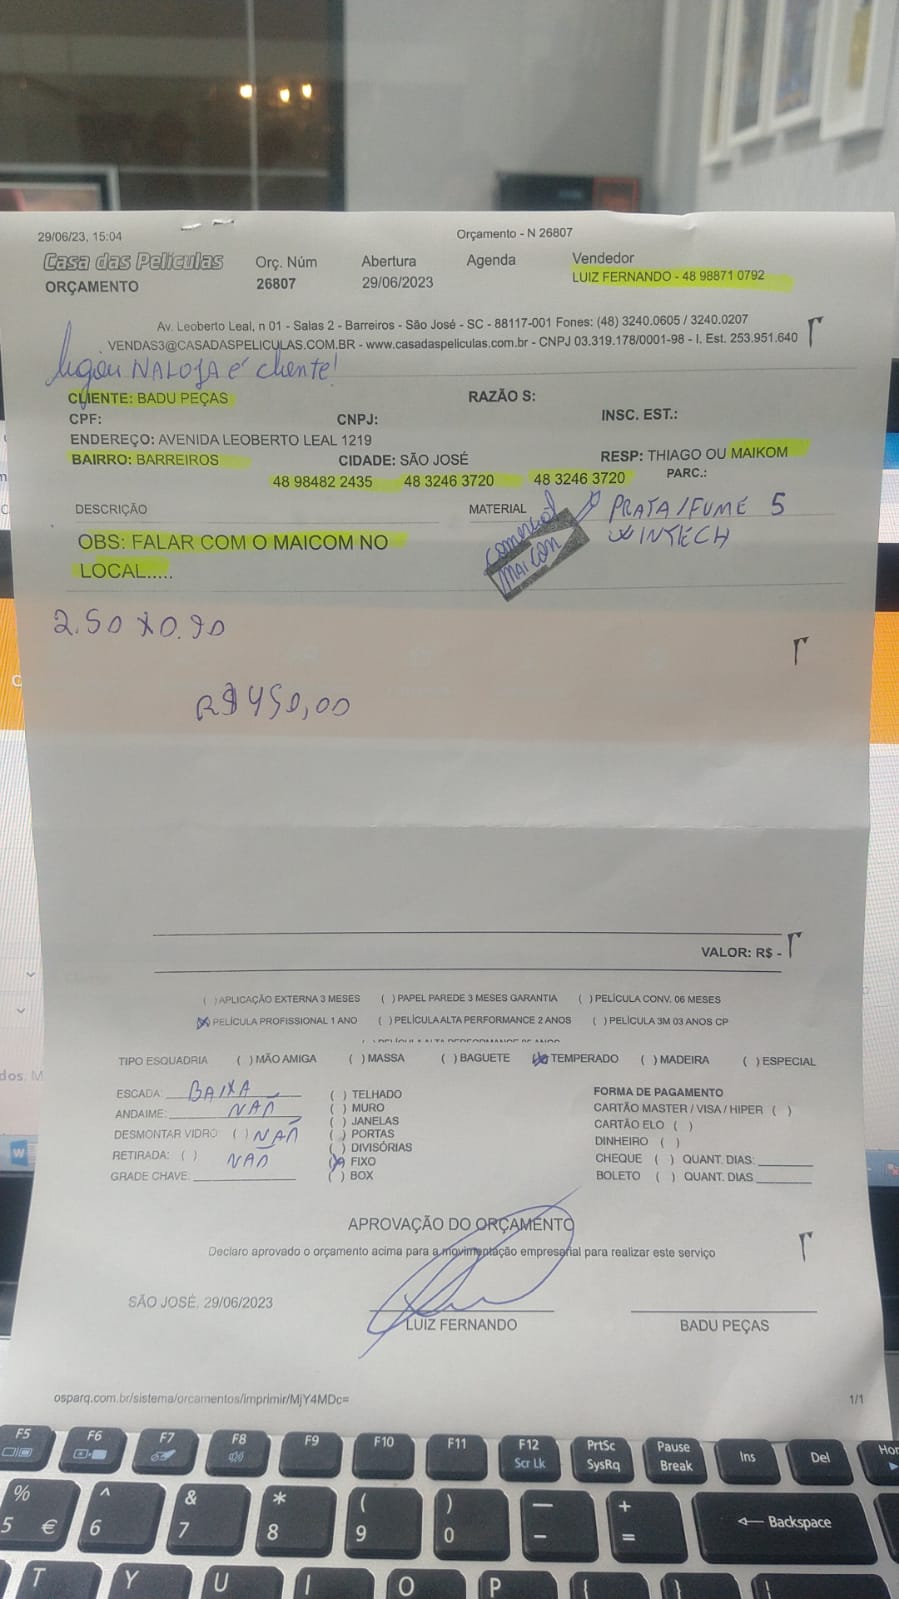 29/06/23, 15:04
Orçamento - N 26807
Casa das Películas
ORÇAMENTO
Orç. Núm
26807
Abertura
29/06/2023
Agenda
Vendedor
LUIZ FERNANDO - 48 98871 0792
Av. Leoberto Leal, n 01 - Salas 2 - Barreiros - São José - SC - 88117-001 Fones: (48) 3240.0605 / 3240.0207
VENDAS3@CASADASPELICULAS.COM.BR - www.casadaspeliculas.com.br - CNPJ 03.319.178/0001-98 - I. Est. 253.951.640
ligou NA LOJA é cliente!
CLIENTE: BADU PEÇAS
RAZÃO S:
CPF:
CNPJ:
INSC. EST.:
ENDEREÇO: AVENIDA LEOBERTO LEAL 1219
BAIRRO: BARREIROS
CIDADE: SÃO JOSÉ
RESP: THIAGO OU MAIKOM
48 98482 2435 48 3246 3720 48 3246 3720
PARC.:
DESCRIÇÃO
MATERIAL
PRATA/FUME 5
WINTECH
comercial
MAICON
OBS: FALAR COM O MAICOM NO
LOCAL.....
2.50 x 0.90
R$ 450,00
VALOR: R$ -
( ) APLICAÇÃO EXTERNA 3 MESES ( ) PAPEL PAREDE 3 MESES GARANTIA ( ) PELÍCULA CONV. 06 MESES
(X) PELÍCULA PROFISSIONAL 1 ANO ( ) PELÍCULA ALTA PERFORMANCE 2 ANOS ( ) PELÍCULA 3M 03 ANOS CP
TIPO ESQUADRIA ( ) MÃO AMIGA ( ) MASSA ( ) BAGUETE (X) TEMPERADO ( ) MADEIRA ( ) ESPECIAL
ESCADA: BAIXA
ANDAIME: NÃO
DESMONTAR VIDRO: ( ) NÃO
RETIRADA: ( ) NÃO
GRADE CHAVE:
( ) TELHADO
( ) MURO
( ) JANELAS
( ) PORTAS
( ) DIVISÓRIAS
(X) FIXO
( ) BOX
FORMA DE PAGAMENTO
CARTÃO MASTER / VISA / HIPER ( )
CARTÃO ELO ( )
DINHEIRO ( )
CHEQUE ( ) QUANT. DIAS:
BOLETO ( ) QUANT. DIAS
APROVAÇÃO DO ORÇAMENTO
Declaro aprovado o orçamento acima para a movimentação empresarial para realizar este serviço
SÃO JOSÉ, 29/06/2023
LUIZ FERNANDO
BADU PEÇAS
osparq.com.br/sistema/orcamentos/imprimir/MjY4MDc=
1/1
F5 F6 F7 F8 F9 F10 F11 F12 Scr Lk PrtSc SysRq Pause Break Ins Del
% 5 € ^ 6 & 7 * 8 ( 9 ) 0 — - + = Backspace
T Y U I O P { } |